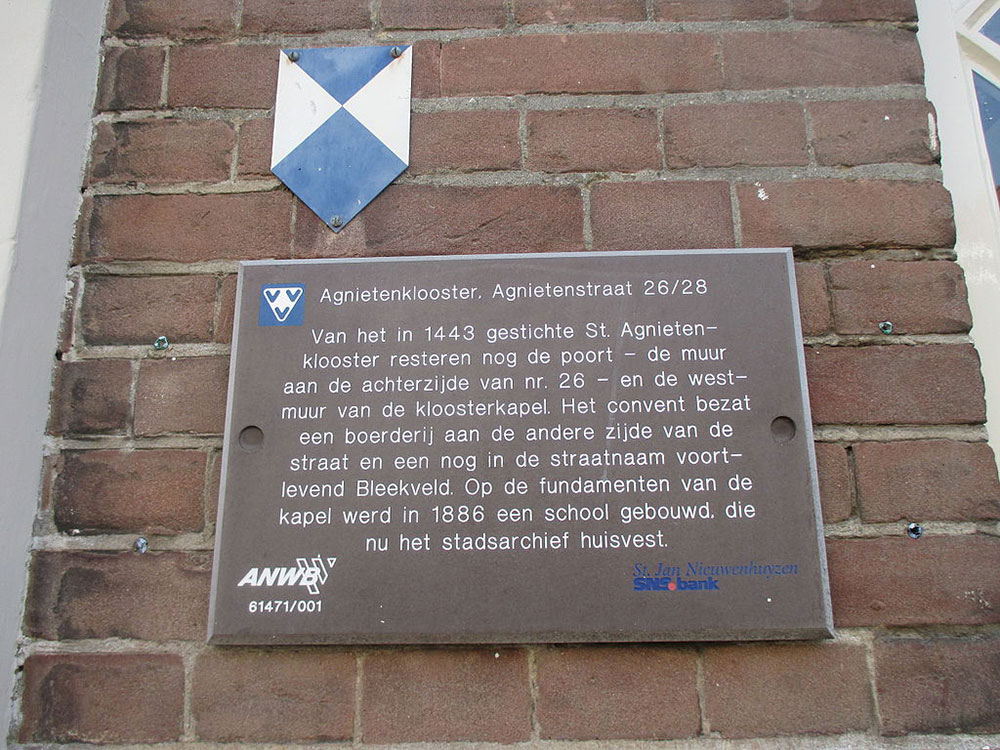 Agnietenklooster, Agnietenstraat 26/28
Van het in 1443 gestichte St. Agnieten-
klooster resteren nog de poort - de muur
aan de achterzijde van nr. 26 - en de west-
muur van de kloosterkapel. Het convent bezat
een boerderij aan de andere zijde van de
straat en een nog in de straatnaam voort-
levend Bleekveld. Op de fundamenten van de
kapel werd in 1886 een school gebouwd, die
nu het stadsarchief huisvest.
ANWB
61471/001
St. Jan Nieuwenhuyzen
SNS bank